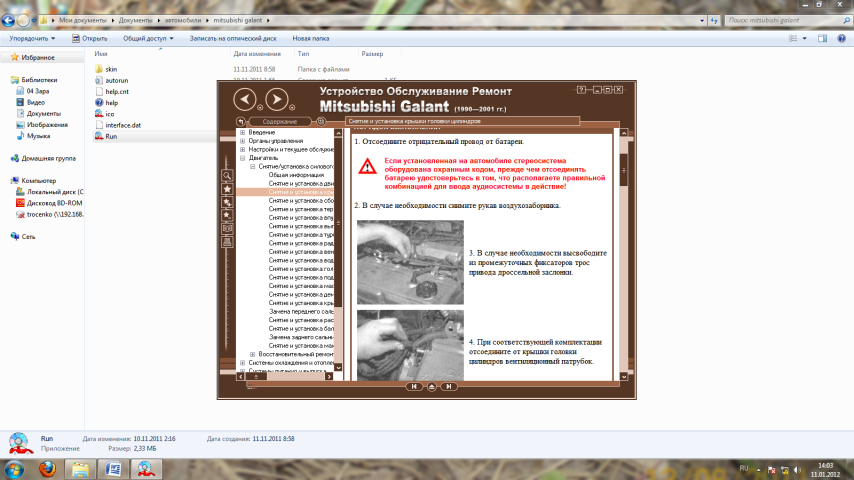 Мои документы
Документы
автомобили
mitsubishi galant
Поиск mitsubishi galant
Упорядочить
Открыть
Общий доступ
Записать на оптический диск
Новая папка
Избранное
Библиотеки
04 Зара
Видео
Документы
Изображения
Музыка
Домашняя группа
Компьютер
Локальный диск (C
Дисковод BD-ROM
trocenko (\\192.168.
Сеть
Имя
Дата изменения
Тип
Размер
skin
11.11.2011 8:58
Папка с файлами
autorun
help.cnt
help
ico
interface.dat
Run
Устройство Обслуживание Ремонт
Mitsubishi Galant (1990—2001 гг.)
Содержание
Снятие и установка крышки головки цилиндров
Введение
Органы управления
Настройки и текущее обслужи
Двигатель
Снятие/установка силового
Общая информация
Снятие и установка дви
Снятие и установка кры
Снятие и установка сбо
Снятие и установка тер
Снятие и установка впу
Снятие и установка вып
Снятие и установка тур
Снятие и установка рад
Снятие и установка вен
Снятие и установка вод
Снятие и установка гол
Снятие и установка под
Снятие и установка мас
Снятие и установка дем
Снятие и установка кры
Замена переднего саль
Снятие и установка рас
Снятие и установка бал
Замена заднего сальни
Снятие и установка мах
Восстановительный ремонт
Системы охлаждения и отопле
1. Отсоедините отрицательный провод от батареи.
Если установленная на автомобиле стереосистема
оборудована охранным кодом, прежде чем отсоединять
батарею удостоверьтесь в том, что располагаете правильной
комбинацией для ввода аудиосистемы в действие!
2. В случае необходимости снимите рукав воздухозаборника.
3. В случае необходимости высвободите
из промежуточных фиксаторов трос
привода дроссельной заслонки.
4. При соответствующей комплектации
отсоедините от крышки головки
цилиндров вентиляционный патрубок.
Run
Дата изменения: 10.11.2011 2:16
Дата создания: 11.11.2011 8:58
Приложение
Размер: 2,33 МБ
RU
14:03
11.01.2012